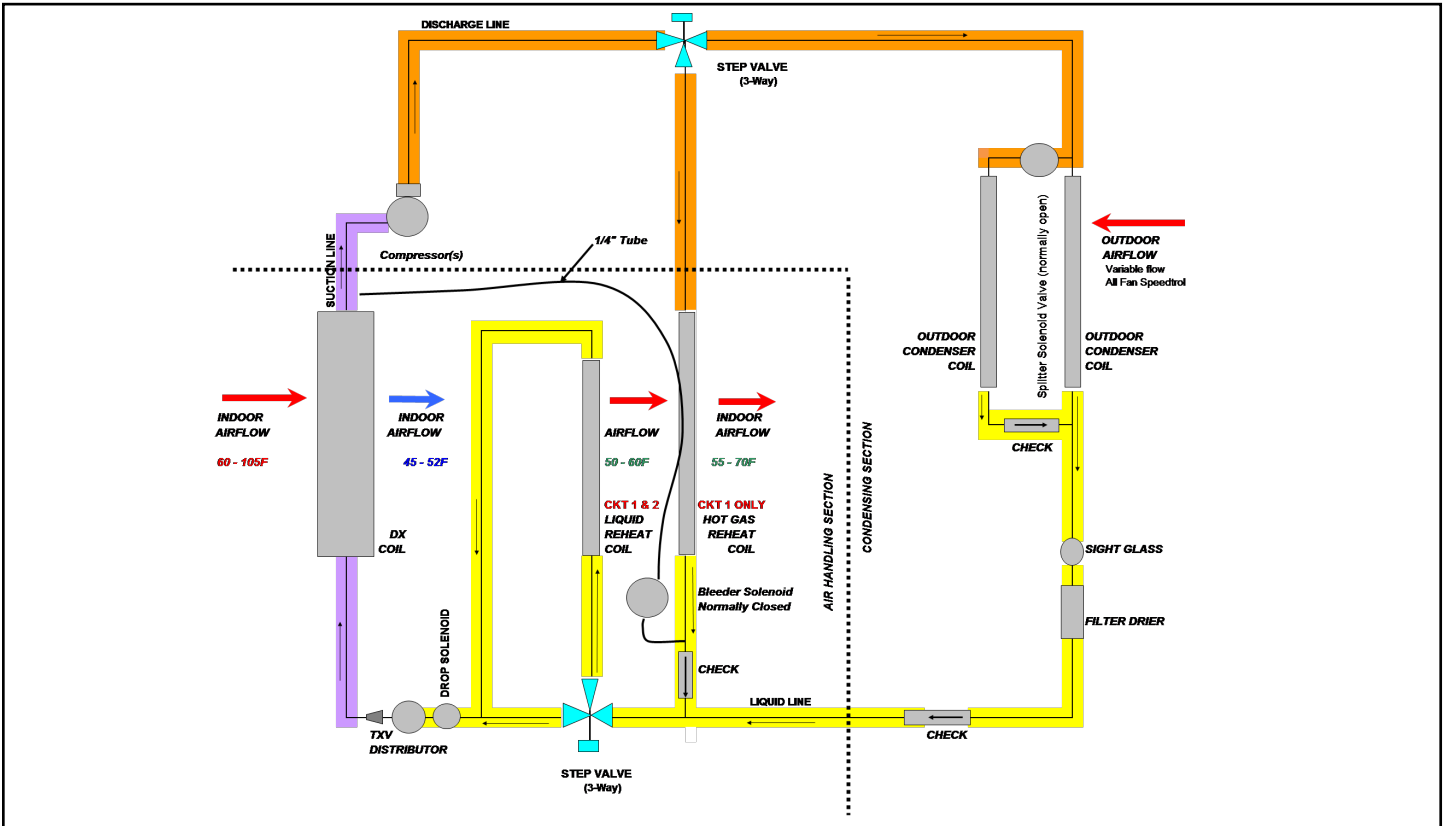 DISCHARGE LINE
STEP VALVE
(3-Way)
SUCTION LINE
Compressor(s)
1/4" Tube
Splitter Solenoid Valve (normally open)
OUTDOOR
AIRFLOW
Variable flow
All Fan Speedtrol
OUTDOOR
CONDENSER
COIL
OUTDOOR
CONDENSER
COIL
INDOOR
AIRFLOW
60 - 105F
INDOOR
AIRFLOW
45 - 52F
AIRFLOW
50 - 60F
INDOOR
AIRFLOW
55 - 70F
CHECK
DX
COIL
CKT 1 & 2
LIQUID
REHEAT
COIL
CKT 1 ONLY
HOT GAS
REHEAT
COIL
AIR HANDLING SECTION
CONDENSING SECTION
SIGHT GLASS
Bleeder Solenoid
Normally Closed
FILTER DRIER
DROP SOLENOID
CHECK
LIQUID LINE
TXV
DISTRIBUTOR
CHECK
STEP VALVE
(3-Way)